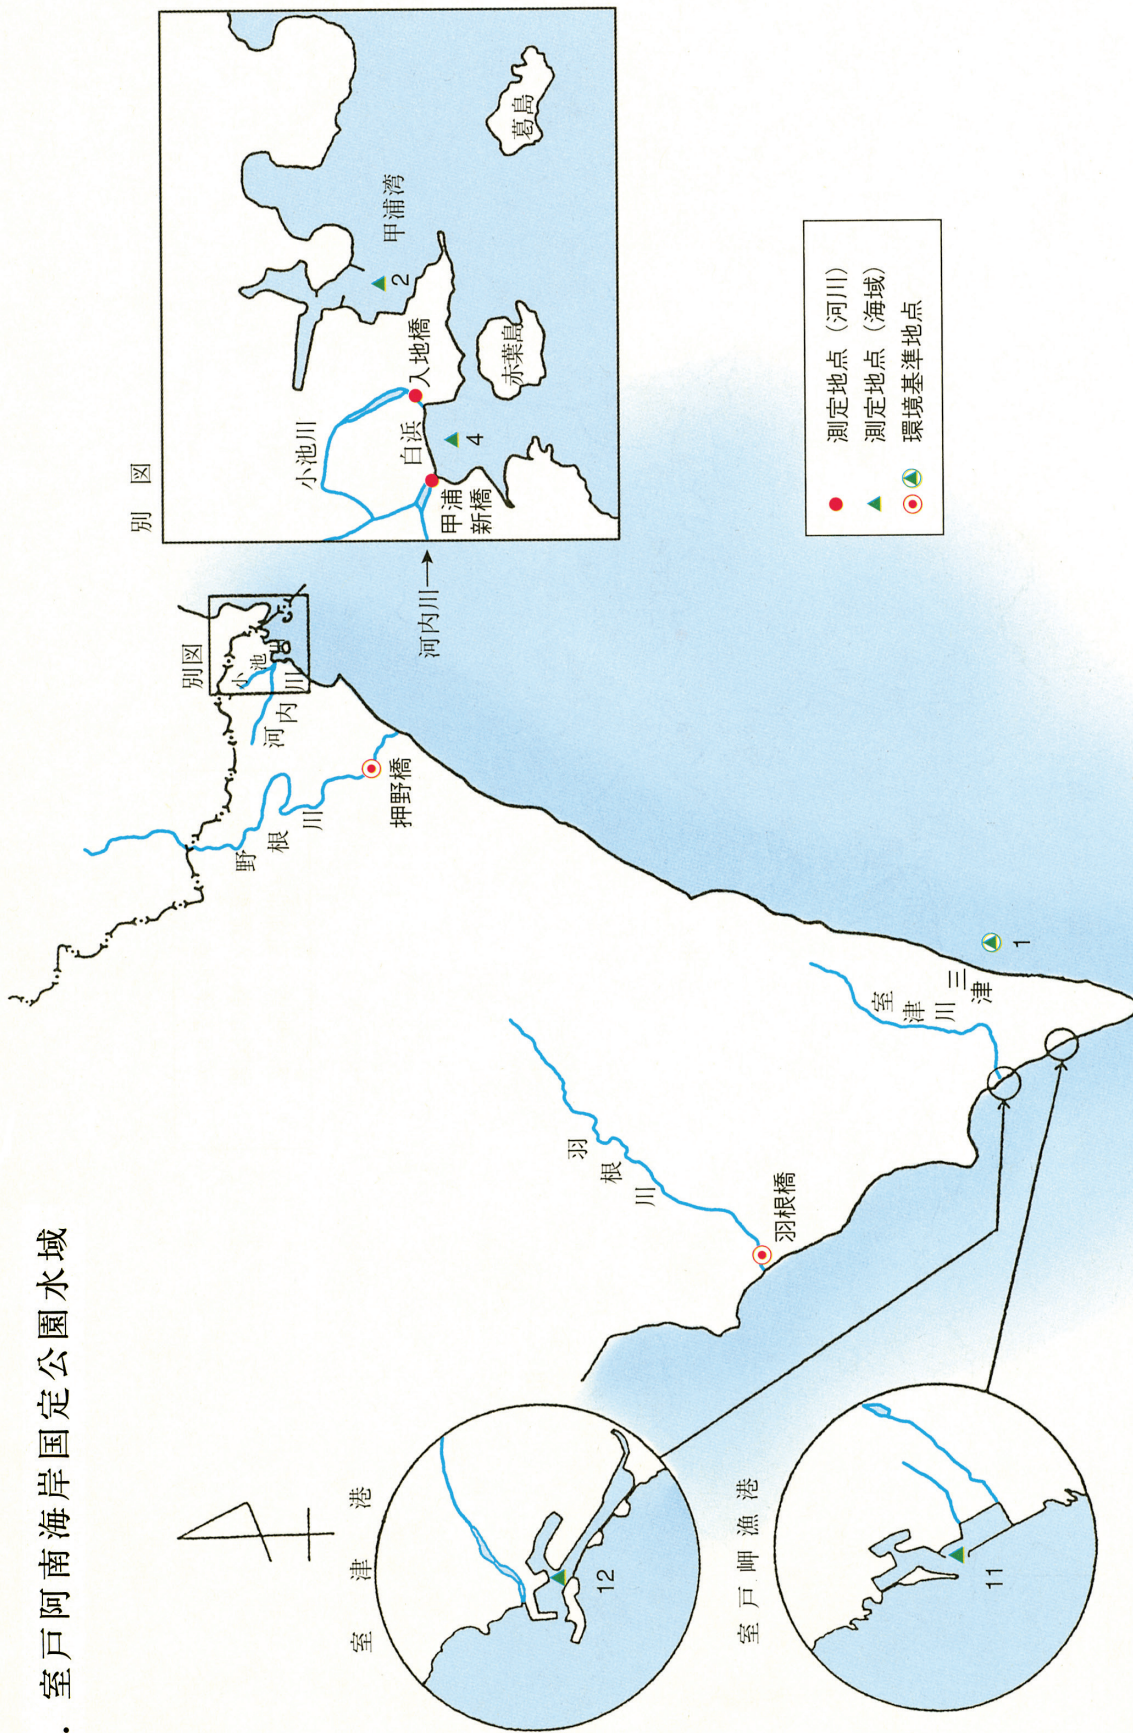 ．室戸阿南海岸国定公園水域
別図
小池川
甲浦湾
2
葛島
入地橋
白浜
4
赤葉島
甲浦
新橋
河内川→
別図
小池川
河内
野根川
押野橋
羽根川
羽根橋
室津川
三津
1
室津港
12
室戸岬漁港
11
測定地点（河川）
測定地点（海域）
環境基準地点